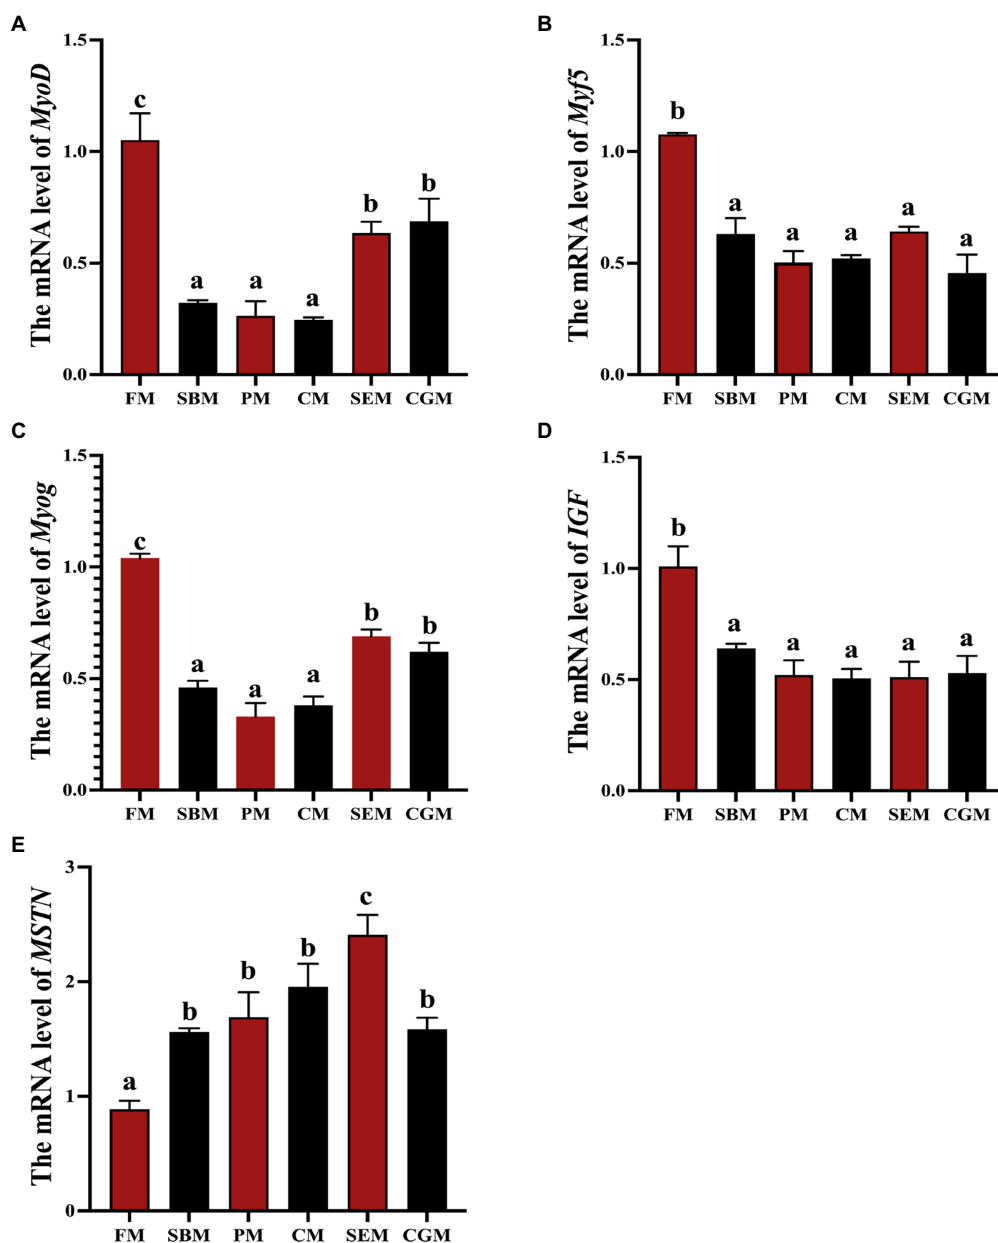 A
The mRNA level of MyoD
1.5
1.0
0.5
0.0
c
a
a
a
b
b
FM SBM PM CM SEM CGM
B
The mRNA level of Myf5
1.5
1.0
0.5
0.0
b
a
a
a
a
a
FM SBM PM CM SEM CGM
C
The mRNA level of Myog
1.5
1.0
0.5
0.0
c
a
a
a
b
b
FM SBM PM CM SEM CGM
D
The mRNA level of IGF
1.5
1.0
0.5
0.0
b
a
a
a
a
a
FM SBM PM CM SEM CGM
E
The mRNA level of MSTN
3
2
1
0
a
b
b
b
c
b
FM SBM PM CM SEM CGM